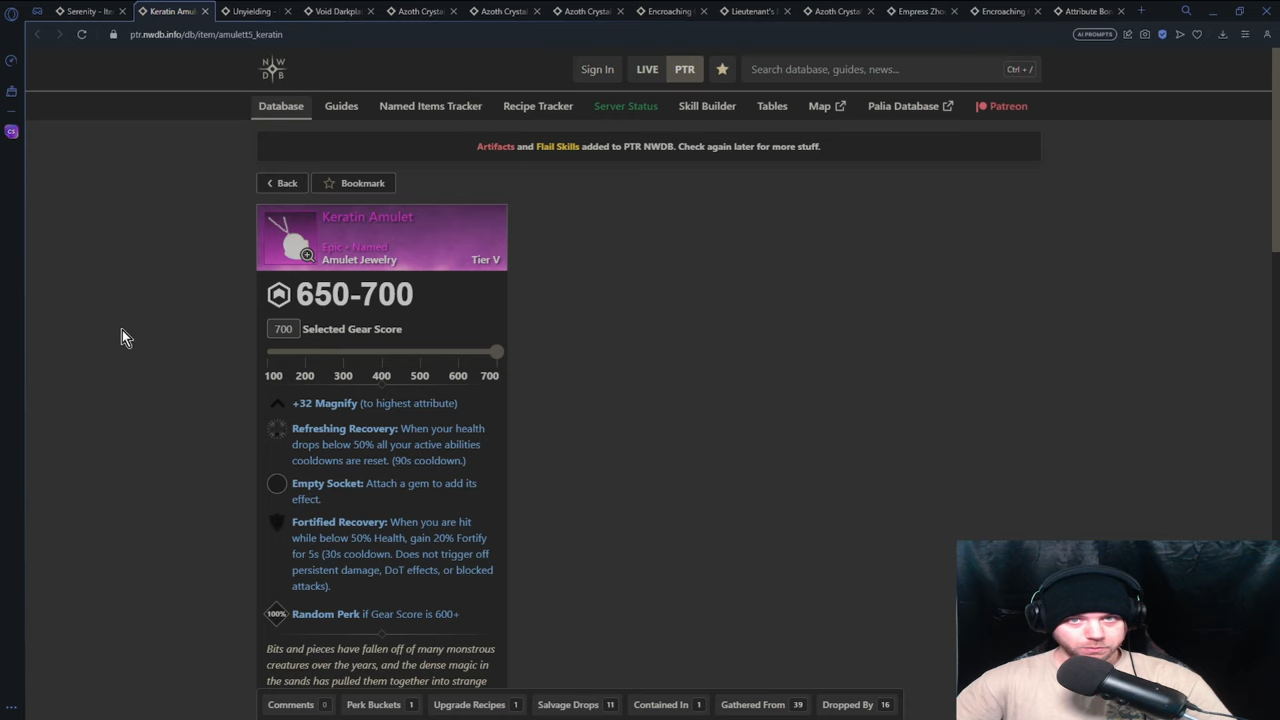 Serenity - Ite
Keratin Amul
Unyielding -
Void Darkpla
Azoth Crystal
Azoth Crystal
Azoth Crystal
Encroaching
Lieutenant's
Azoth Crystal
Empress Zho
Encroaching
Attribute Bon
ptr.nwdb.info/db/item/amulett5_keratin
AI PROMPTS
CS
N W
D B
Sign In
LIVE
PTR
Search database, guides, news...
Ctrl + /
Database
Guides
Named Items Tracker
Recipe Tracker
Server Status
Skill Builder
Tables
Map
Palia Database
Patreon
Artifacts and Flail Skills added to PTR NWDB. Check again later for more stuff.
Back
Bookmark
Keratin Amulet
Epic • Named
Amulet Jewelry
Tier V
650-700
700 Selected Gear Score
100 200 300 400 500 600 700
+32 Magnify (to highest attribute)
Refreshing Recovery: When your health
drops below 50% all your active abilities
cooldowns are reset. (90s cooldown.)
Empty Socket: Attach a gem to add its
effect.
Fortified Recovery: When you are hit
while below 50% Health, gain 20% Fortify
for 5s (30s cooldown. Does not trigger off
persistent damage, DoT effects, or blocked
attacks).
100% Random Perk if Gear Score is 600+
Bits and pieces have fallen off of many monstrous
creatures over the years, and the dense magic in
the sands has pulled them together into strange
Comments 0
Perk Buckets 1
Upgrade Recipes 1
Salvage Drops 11
Contained In 1
Gathered From 39
Dropped By 16